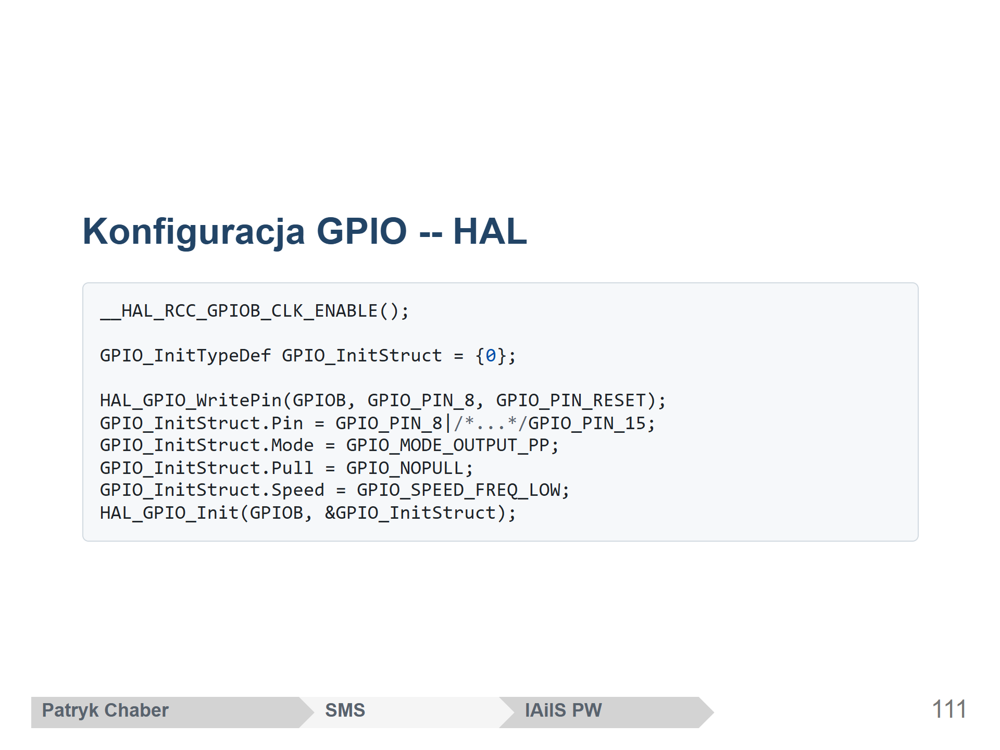 Konfiguracja GPIO -- HAL
__HAL_RCC_GPIOB_CLK_ENABLE();
GPIO_InitTypeDef GPIO_InitStruct = {0};
HAL_GPIO_WritePin(GPIOB, GPIO_PIN_8, GPIO_PIN_RESET);
GPIO_InitStruct.Pin = GPIO_PIN_8|/*...*/GPIO_PIN_15;
GPIO_InitStruct.Mode = GPIO_MODE_OUTPUT_PP;
GPIO_InitStruct.Pull = GPIO_NOPULL;
GPIO_InitStruct.Speed = GPIO_SPEED_FREQ_LOW;
HAL_GPIO_Init(GPIOB, &GPIO_InitStruct);
Patryk Chaber SMS IAiIS PW 111